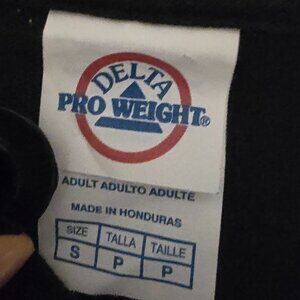 DELTA
PRO WEIGHT®
ADULT ADULTO ADULTE
MADE IN HONDURAS
SIZE TALLA TAILLE
S P P